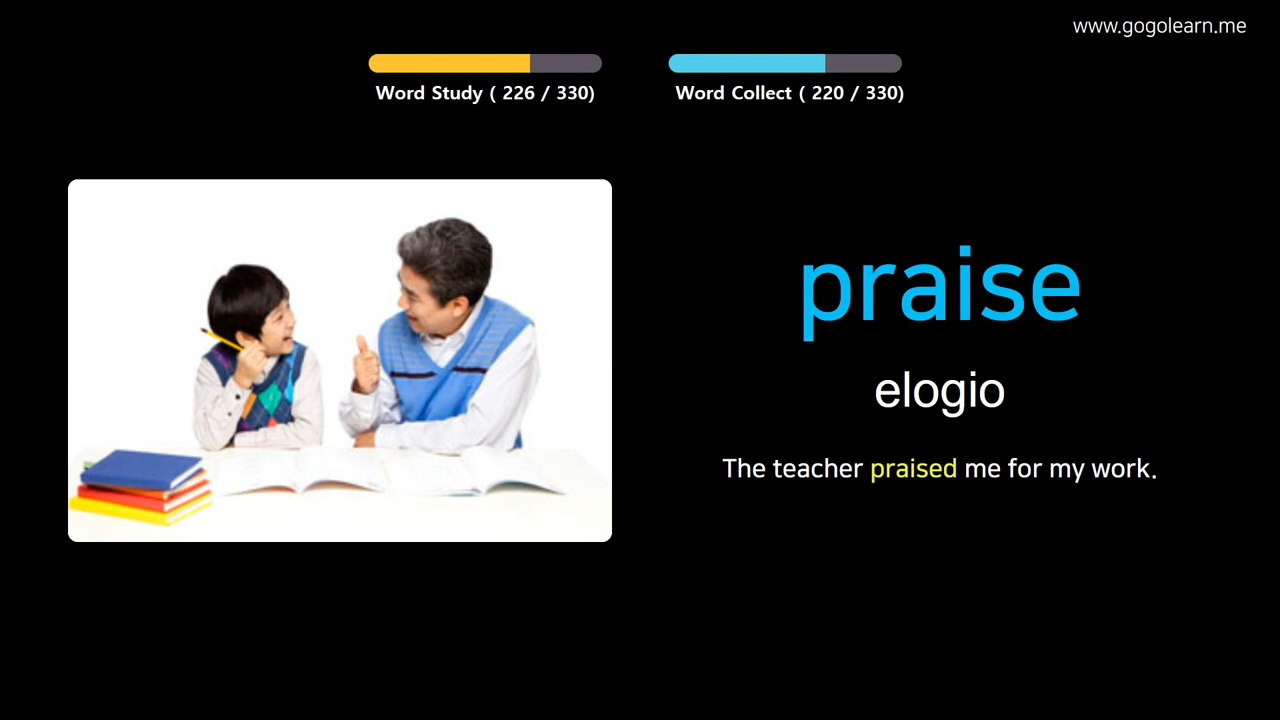 www.gogolearn.me
Word Study ( 226 / 330)
Word Collect ( 220 / 330)
praise
elogio
The teacher praised me for my work.